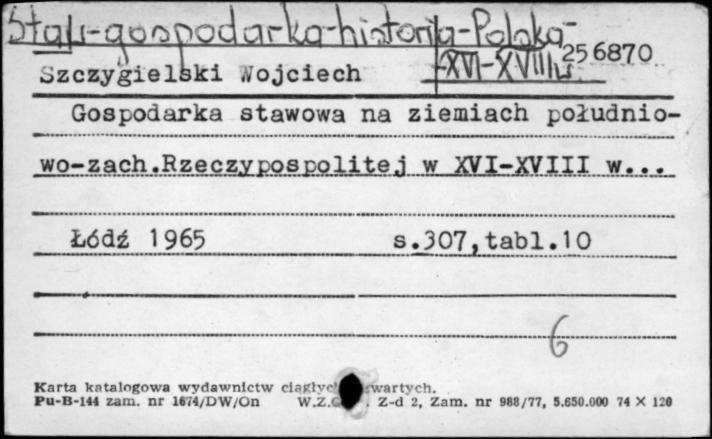 Stawy-gospodarka-historia-Polska-
-XVI-XVIII w. 256870
Szczygielski Wojciech
Gospodarka stawowa na ziemiach południo-
wo-zach.Rzeczypospolitej w XVI-XVIII w...
Łódź 1965 s.307,tabl.10
6
Karta katalogowa wydawnictw ciągłych wartych.
Pu-B-144 zam. nr 1674/DW/On W.Z. Z-d 2, Zam. nr 988/77, 5.650.000 74 X 120